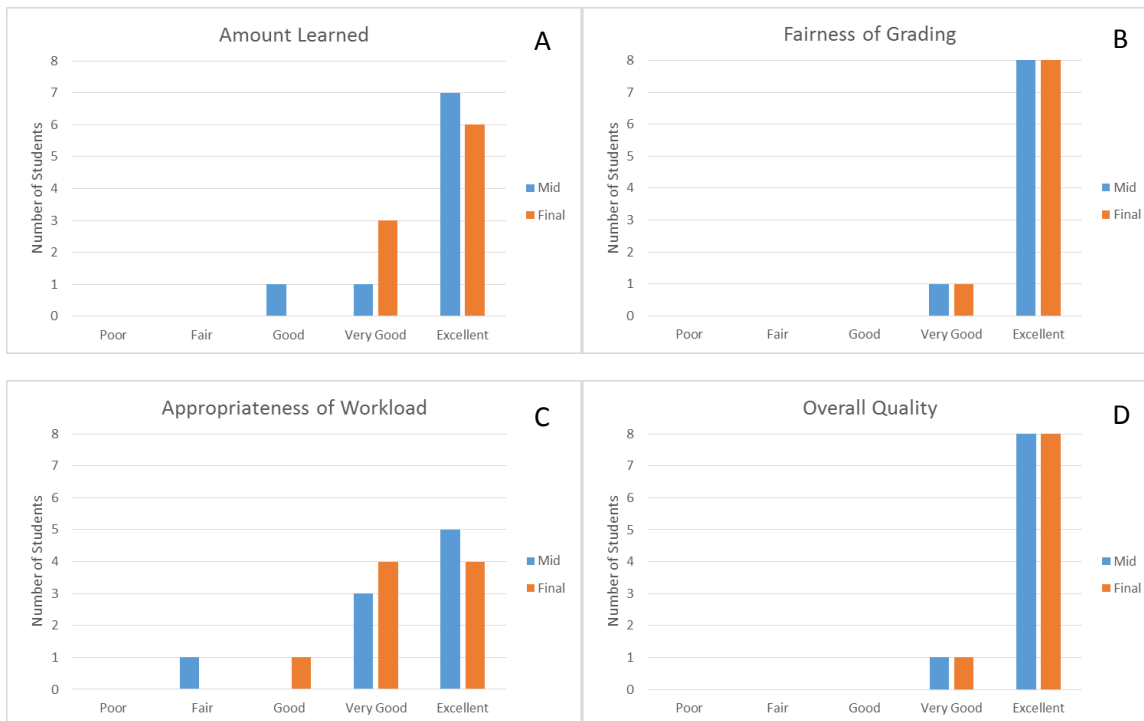 Amount Learned
A
Number of Students
8
7
6
5
4
3
2
1
0
Poor Fair Good Very Good Excellent
Mid
Final
Fairness of Grading
B
Number of Students
8
7
6
5
4
3
2
1
0
Poor Fair Good Very Good Excellent
Mid
Final
Appropriateness of Workload
C
Number of Students
8
7
6
5
4
3
2
1
0
Poor Fair Good Very Good Excellent
Mid
Final
Overall Quality
D
Number of Students
8
7
6
5
4
3
2
1
0
Poor Fair Good Very Good Excellent
Mid
Final